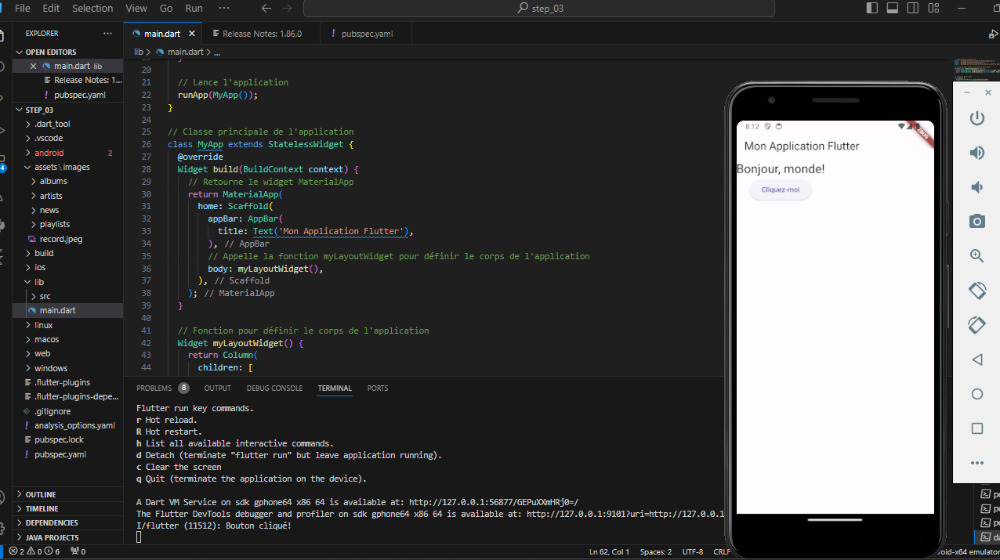 File Edit Selection View Go Run ···
step_03
EXPLORER ···
OPEN EDITORS
main.dart lib
Release Notes: 1...
pubspec.yaml
STEP_03
.dart_tool
.vscode
android 2
assets\images
albums
artists
news
playlists
record.jpeg
build
ios
lib
src
main.dart
linux
macos
web
windows
.flutter-plugins
.flutter-plugins-depe...
.gitignore
analysis_options.yaml
pubspec.lock
pubspec.yaml
OUTLINE
TIMELINE
DEPENDENCIES
JAVA PROJECTS
main.dart
Release Notes: 1.86.0
pubspec.yaml
lib > main.dart > ...
20
21 // Lance l'application
22 runApp(MyApp());
23 }
24
25 // Classe principale de l'application
26 class MyApp extends StatelessWidget {
27 @override
28 Widget build(BuildContext context) {
29 // Retourne le widget MaterialApp
30 return MaterialApp(
31 home: Scaffold(
32 appBar: AppBar(
33 title: Text('Mon Application Flutter'),
34 ), // AppBar
35 // Appelle la fonction myLayoutWidget pour définir le corps de l'application
36 body: myLayoutWidget(),
37 ), // Scaffold
38 ); // MaterialApp
39 }
40
41 // Fonction pour définir le corps de l'application
42 Widget myLayoutWidget() {
43 return Column(
44 children: [
PROBLEMS 8 OUTPUT DEBUG CONSOLE TERMINAL PORTS
Flutter run key commands.
r Hot reload.
R Hot restart.
h List all available interactive commands.
d Detach (terminate "flutter run" but leave application running).
c Clear the screen
q Quit (terminate the application on the device).
A Dart VM Service on sdk gphone64 x86 64 is available at: http://127.0.0.1:56877/GEPuXXmHRj0=/
The Flutter DevTools debugger and profiler on sdk gphone64 x86 64 is available at: http://127.0.0.1:9101?uri=http://127.0.0.1
I/flutter (11512): Bouton cliqué!
8:12
DEBUG
Mon Application Flutter
Bonjour, monde!
Cliquez-moi
2 0 6 0
Ln 62, Col 1 Spaces: 2 UTF-8 CRLF
oid-x64 emulator